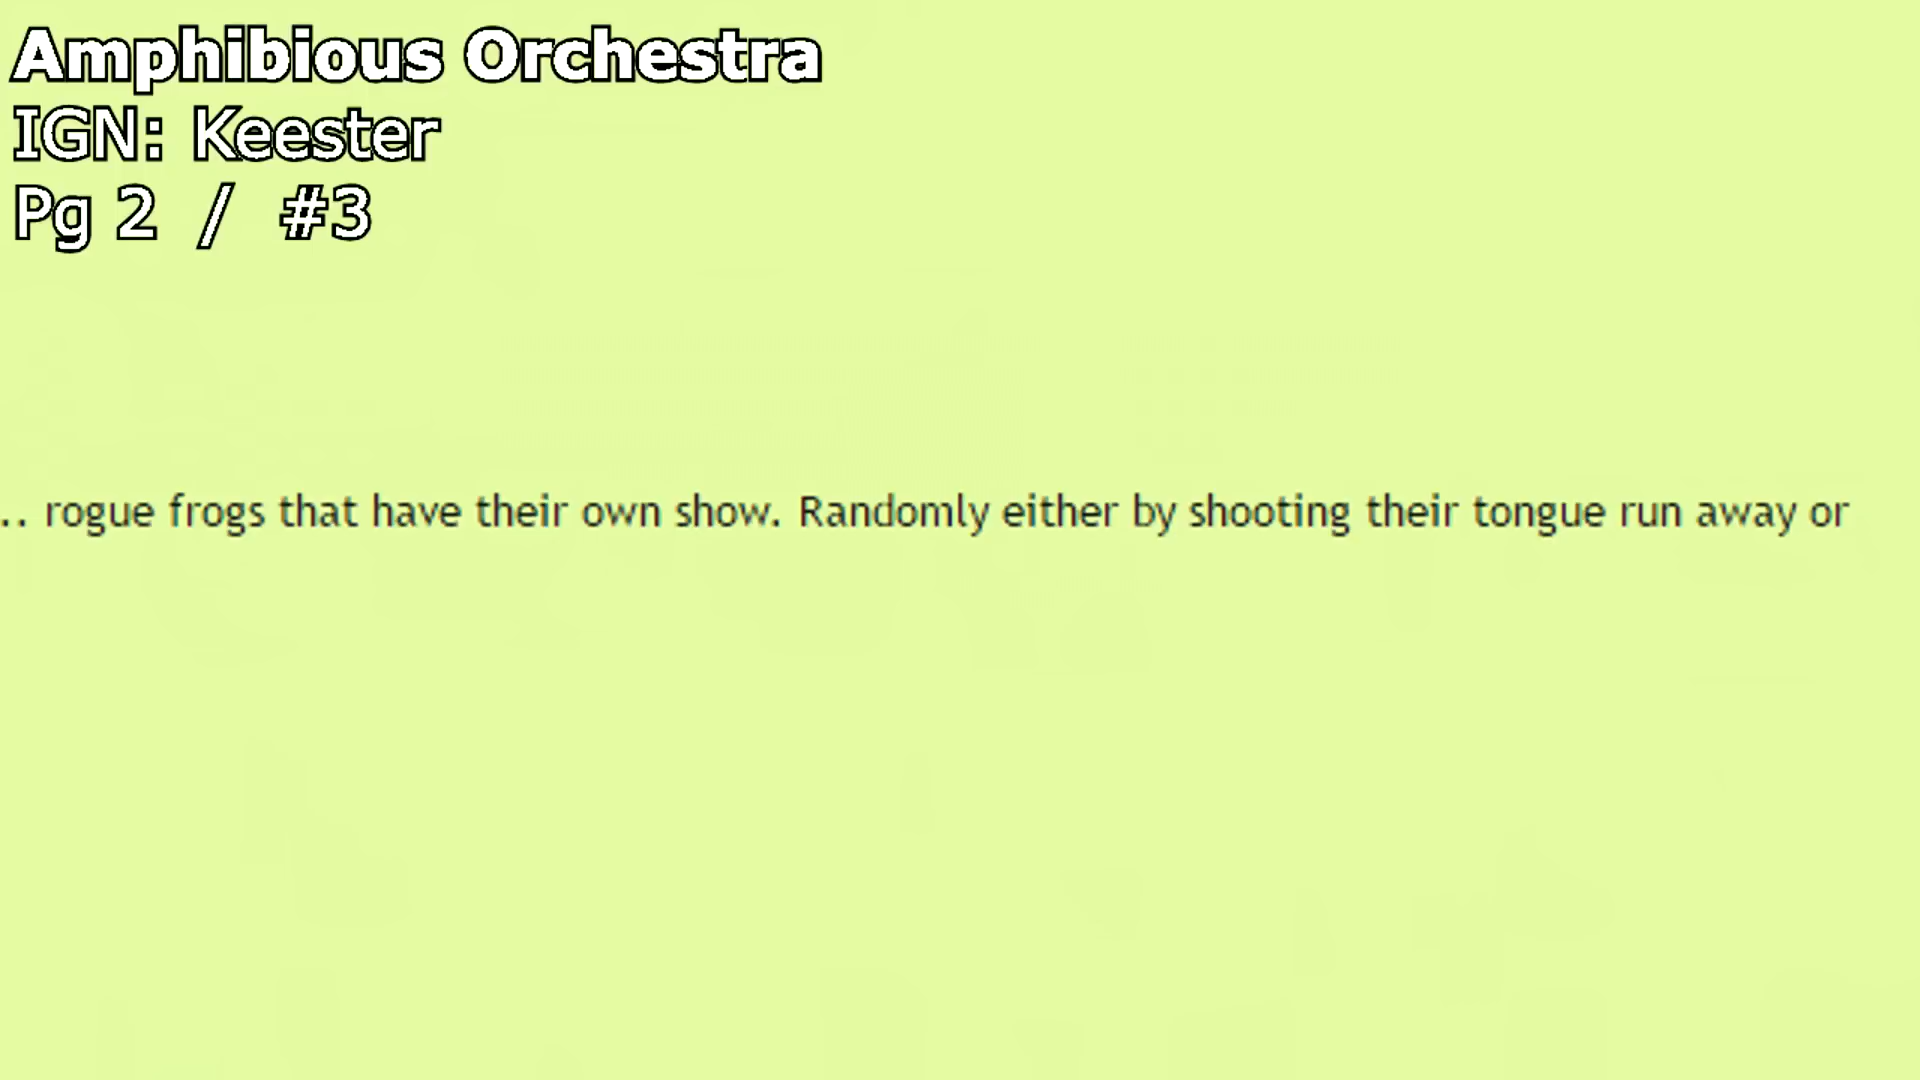 Amphibious Orchestra
IGN: Keester
Pg 2 / #3
.. rogue frogs that have their own show. Randomly either by shooting their tongue run away or